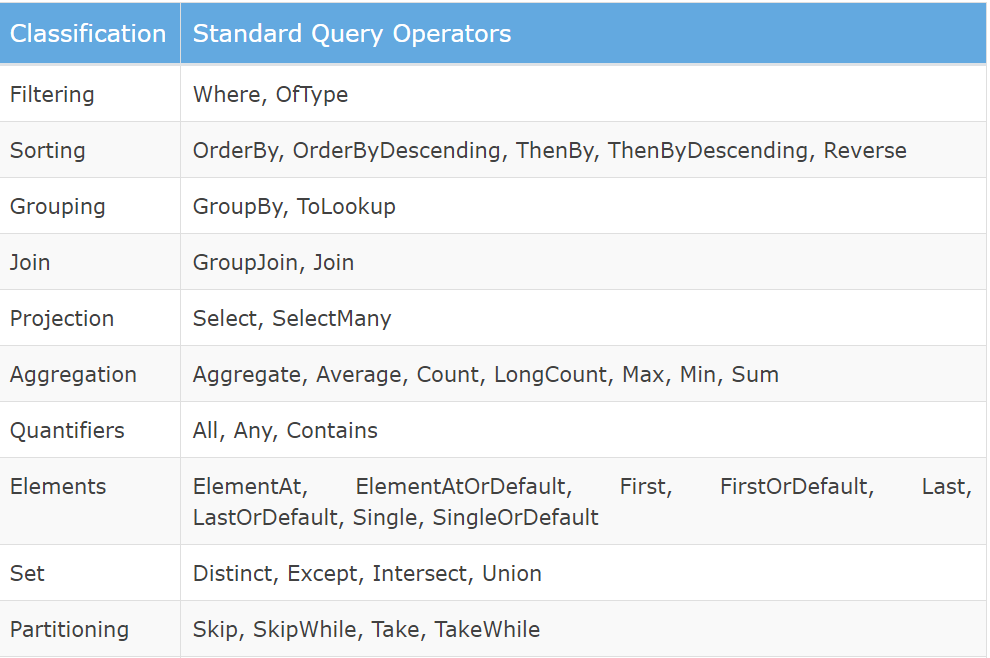 Classification Standard Query Operators
Filtering Where, OfType
Sorting OrderBy, OrderByDescending, ThenBy, ThenByDescending, Reverse
Grouping GroupBy, ToLookup
Join GroupJoin, Join
Projection Select, SelectMany
Aggregation Aggregate, Average, Count, LongCount, Max, Min, Sum
Quantifiers All, Any, Contains
Elements ElementAt, ElementAtOrDefault, First, FirstOrDefault, Last,
LastOrDefault, Single, SingleOrDefault
Set Distinct, Except, Intersect, Union
Partitioning Skip, SkipWhile, Take, TakeWhile